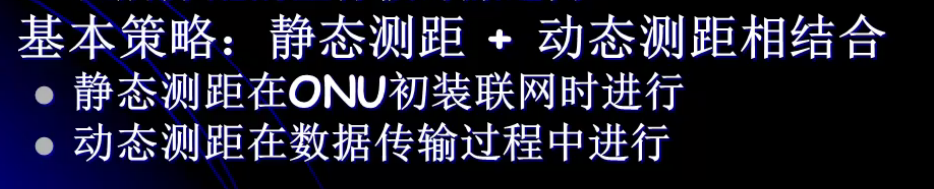 基本策略：静态测距 + 动态测距相结合
静态测距在ONU初装联网时进行
动态测距在数据传输过程中进行